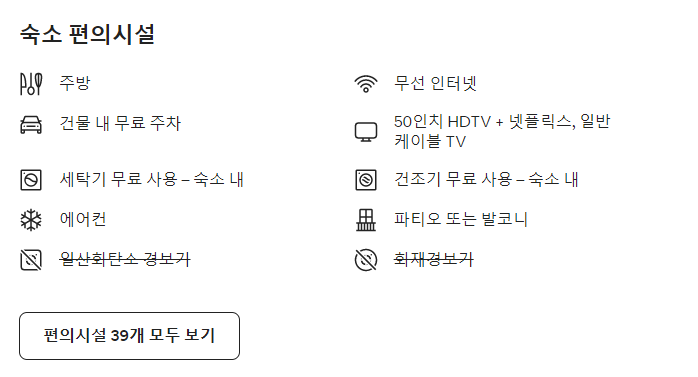 숙소 편의시설
주방
무선 인터넷
건물 내 무료 주차
50인치 HDTV + 넷플릭스, 일반
케이블 TV
세탁기 무료 사용 – 숙소 내
건조기 무료 사용 – 숙소 내
에어컨
파티오 또는 발코니
일산화탄소 경보기
화재경보기
편의시설 39개 모두 보기